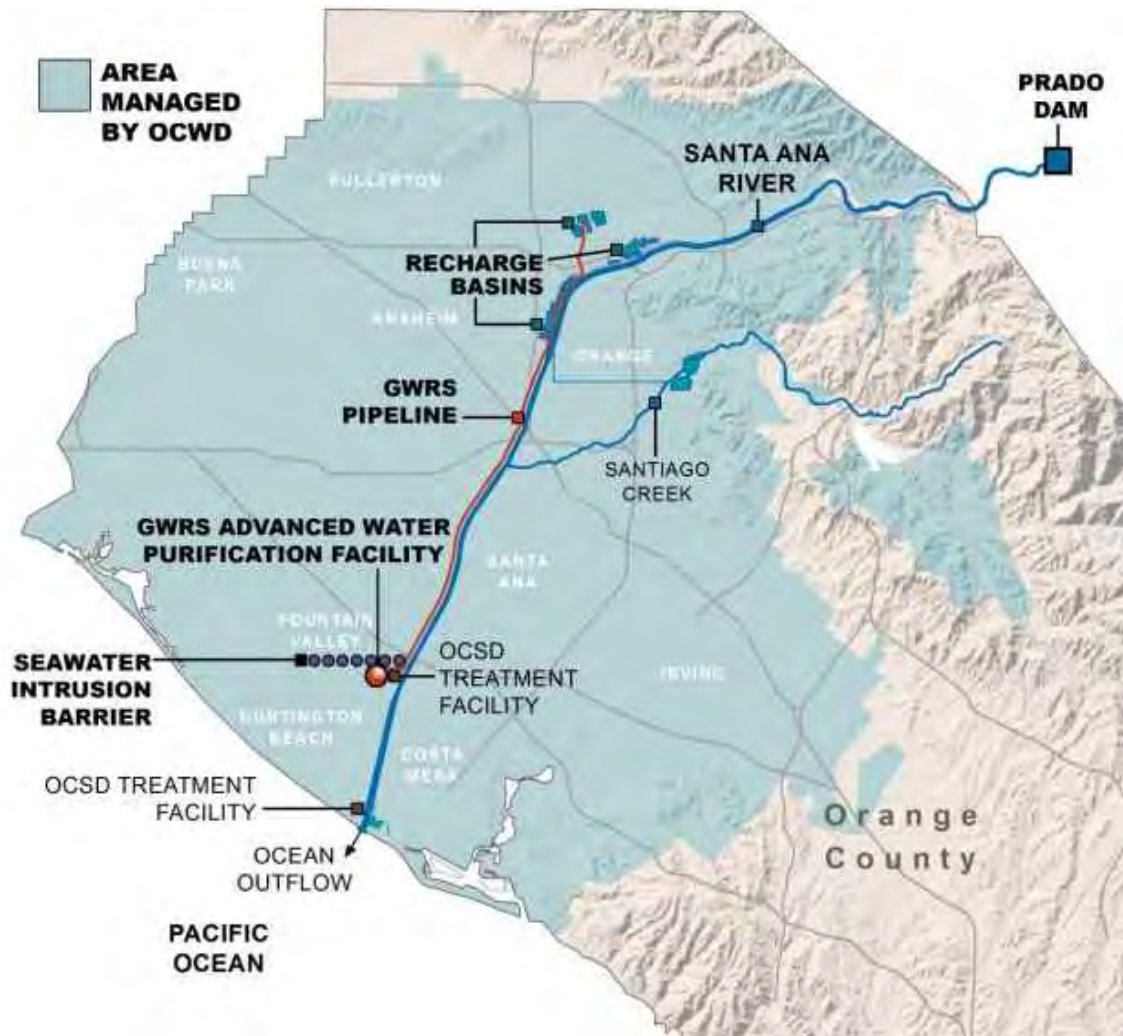 AREA
MANAGED
BY OCWD
PRADO
DAM
SANTA ANA
RIVER
FULLERTON
RECHARGE
BASINS
BUENA
PARK
ANAHEIM
ORANGE
GWRS
PIPELINE
SANTIAGO
CREEK
GWRS ADVANCED WATER
PURIFICATION FACILITY
SANTA
ANA
FOUNTAIN
VALLEY
OCSD
TREATMENT
FACILITY
SEAWATER
INTRUSION
BARRIER
IRVINE
HUNTINGTON
BEACH
COSTA
MESA
OCSD TREATMENT
FACILITY
Orange
County
OCEAN
OUTFLOW
PACIFIC
OCEAN